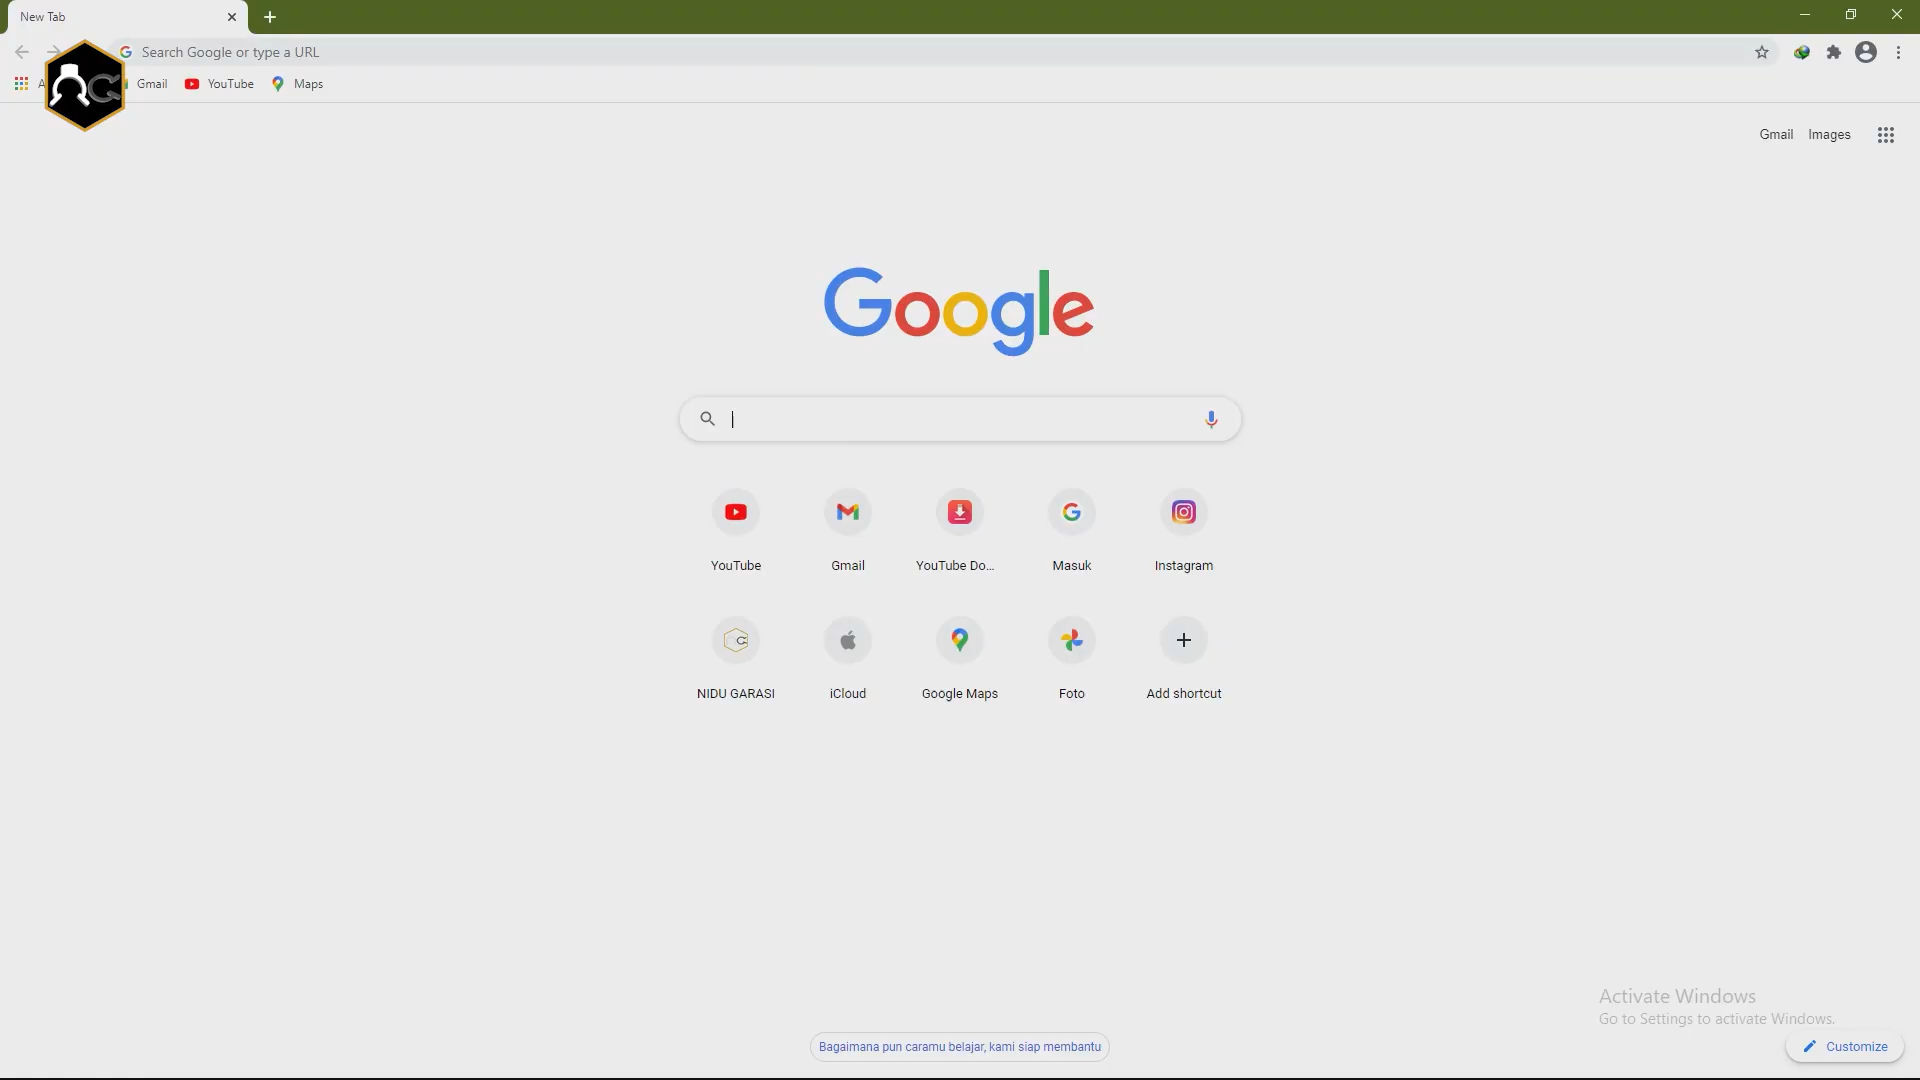 New Tab
Search Google or type a URL
Gmail
YouTube
Maps
Gmail
Images
Google
YouTube
Gmail
YouTube Do...
Masuk
Instagram
NIDU GARASI
iCloud
Google Maps
Foto
Add shortcut
Activate Windows
Go to Settings to activate Windows.
Bagaimana pun caramu belajar, kami siap membantu
Customize